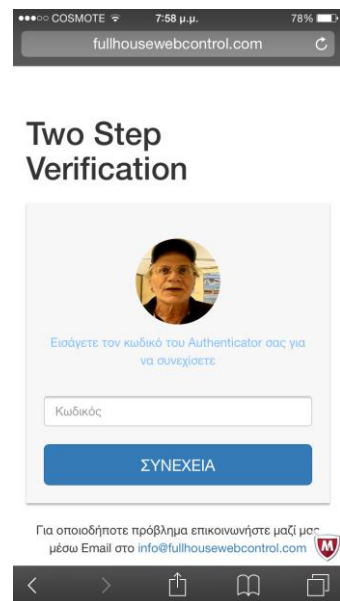 COSMOTE 7:58 μ.μ. 78%
fullhousewebcontrol.com
Two Step
Verification
Εισάγετε τον κωδικό του Authenticator σας για
να συνεχίσετε
Κωδικός
ΣΥΝΕΧΕΙΑ
Για οποιοδήποτε πρόβλημα επικοινωνήστε μαζί μας
μέσω Email στο info@fullhousewebcontrol.com